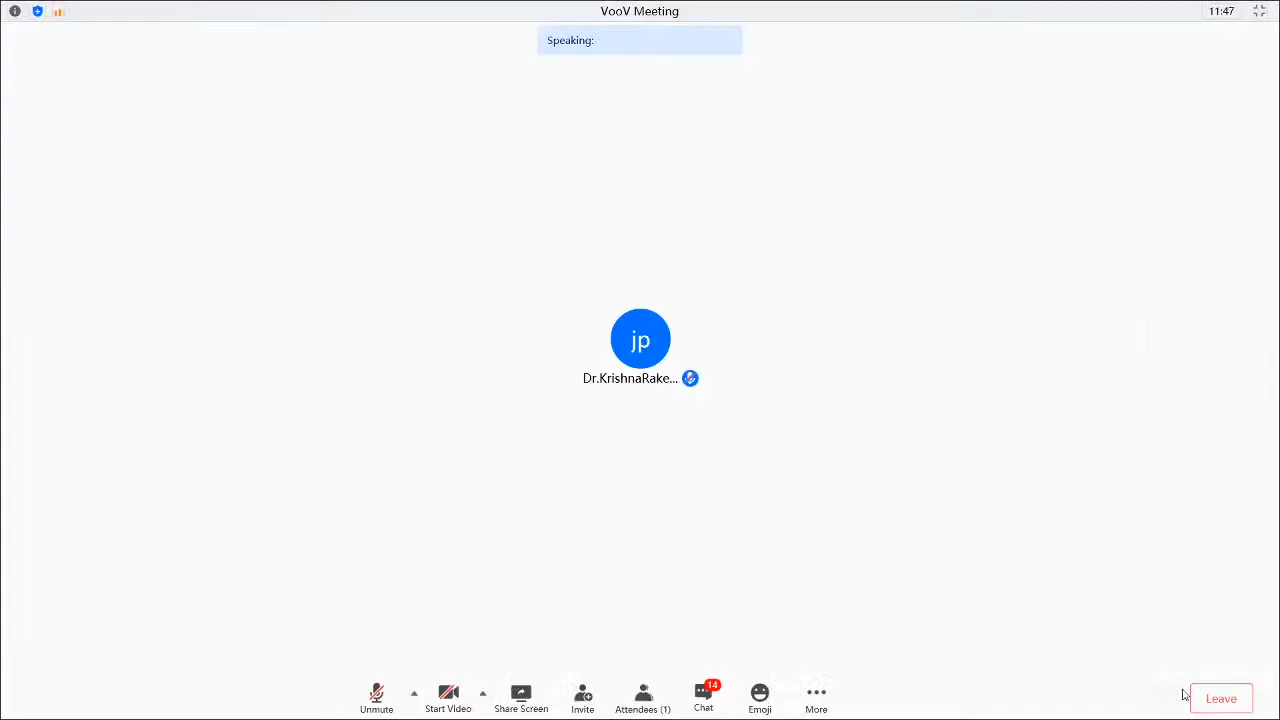 VooV Meeting
11:47
Speaking:
jp
Dr.KrishnaRake...
Unmute
Start Video
Share Screen
Invite
Attendees (1)
14
Chat
Emoji
More
Leave